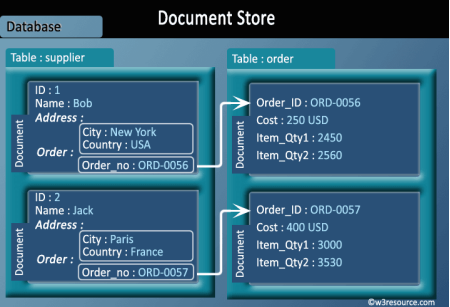 Document Store
Database
Table : supplier
ID : 1
Name : Bob
Address :
City : New York
Country : USA
Order :
Order_no : ORD-0056
Document
ID : 2
Name : Jack
Address :
City : Paris
Country : France
Order :
Order_no : ORD-0057
Document
Table : order
Order_ID : ORD-0056
Cost : 250 USD
Item_Qty1 : 2450
Item_Qty2 : 2560
Document
Order_ID : ORD-0057
Cost : 400 USD
Item_Qty1 : 3000
Item_Qty2 : 3530
Document
©w3resource.com